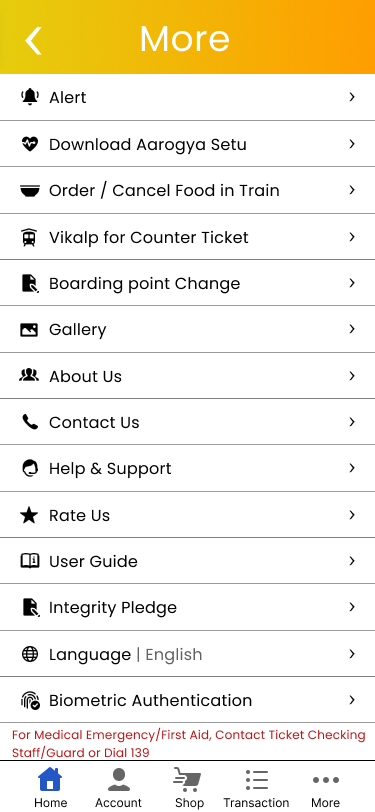 More
Alert
Download Aarogya Setu
Order / Cancel Food in Train
Vikalp for Counter Ticket
Boarding point Change
Gallery
About Us
Contact Us
Help & Support
Rate Us
User Guide
Integrity Pledge
Language | English
Biometric Authentication
For Medical Emergency/First Aid, Contact Ticket Checking
Staff/Guard or Dial 139
Home Account Shop Transaction More